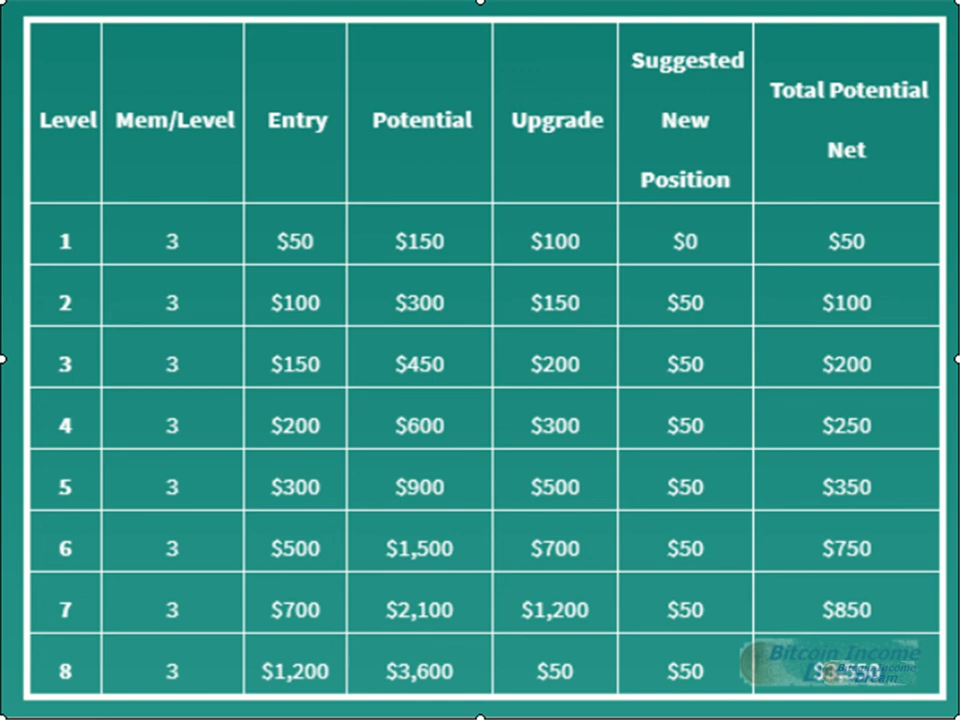 Level Mem/Level Entry Potential Upgrade Suggested New Position Total Potential Net
1 3 $50 $150 $100 $0 $50
2 3 $100 $300 $150 $50 $100
3 3 $150 $450 $200 $50 $200
4 3 $200 $600 $300 $50 $250
5 3 $300 $900 $500 $50 $350
6 3 $500 $1,500 $700 $50 $750
7 3 $700 $2,100 $1,200 $50 $850
8 3 $1,200 $3,600 $50 $50
Bitcoin Income
Bitcoin Income
Dream